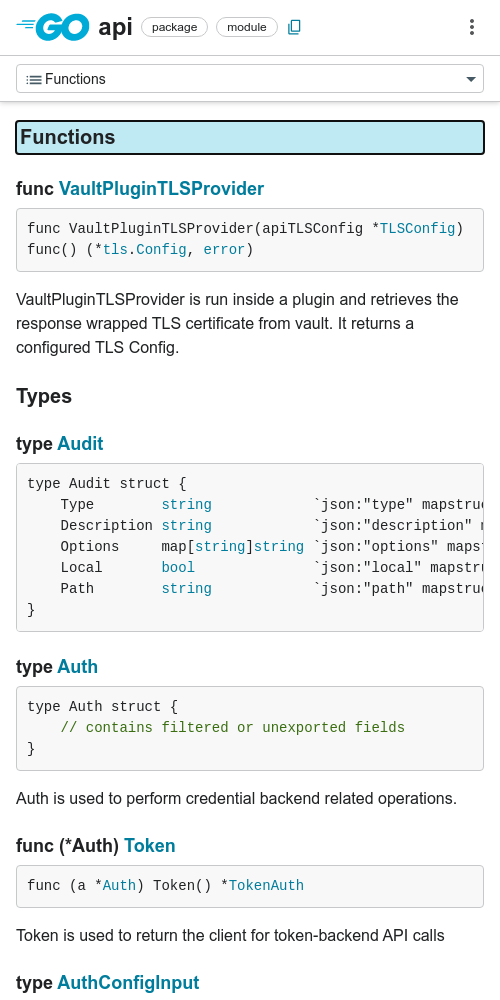 GO api package module
Functions
Functions
func VaultPluginTLSProvider
func VaultPluginTLSProvider(apiTLSConfig *TLSConfig)
func() (*tls.Config, error)
VaultPluginTLSProvider is run inside a plugin and retrieves the
response wrapped TLS certificate from vault. It returns a
configured TLS Config.
Types
type Audit
type Audit struct {
    Type        string            `json:"type" mapstruc
    Description string            `json:"description" m
    Options     map[string]string `json:"options" mapst
    Local       bool              `json:"local" mapstru
    Path        string            `json:"path" mapstruc
}
type Auth
type Auth struct {
    // contains filtered or unexported fields
}
Auth is used to perform credential backend related operations.
func (*Auth) Token
func (a *Auth) Token() *TokenAuth
Token is used to return the client for token-backend API calls
type AuthConfigInput